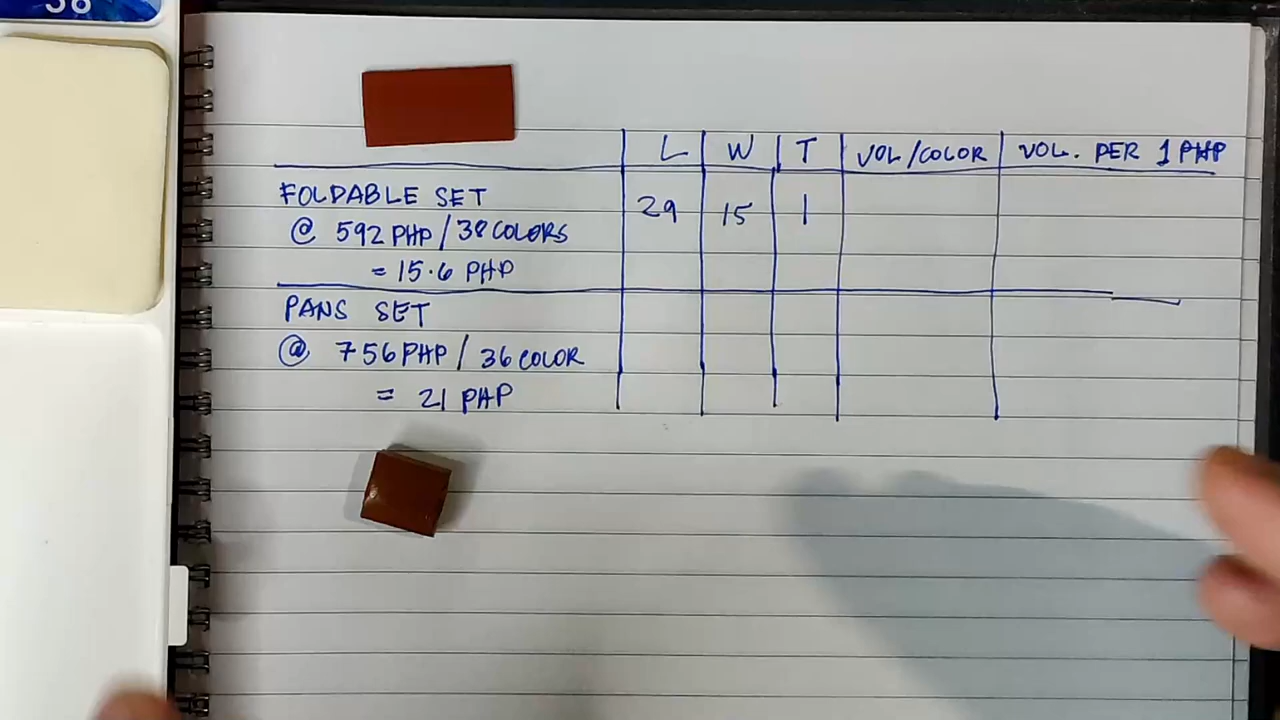 38
L W T VOL/COLOR VOL. PER 1 PHP
FOLDABLE SET
@ 592 PHP/38 COLORS
= 15.6 PHP
29 15 1
PANS SET
@ 756 PHP/36 COLOR
= 21 PHP